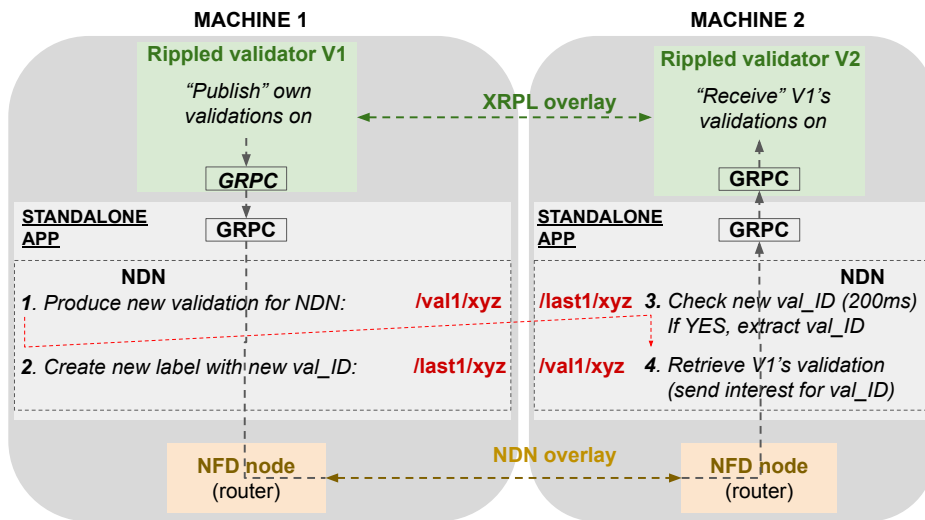 MACHINE 1
Rippled validator V1
“Publish” own
validations on
GRPC
STANDALONE
APP
GRPC
NDN
1. Produce new validation for NDN: /val1/xyz
2. Create new label with new val_ID: /last1/xyz
NFD node
(router)
XRPL overlay
NDN overlay
MACHINE 2
Rippled validator V2
“Receive” V1’s
validations on
GRPC
STANDALONE
APP
GRPC
NDN
/last1/xyz 3. Check new val_ID (200ms)
If YES, extract val_ID
/val1/xyz 4. Retrieve V1’s validation
(send interest for val_ID)
NFD node
(router)